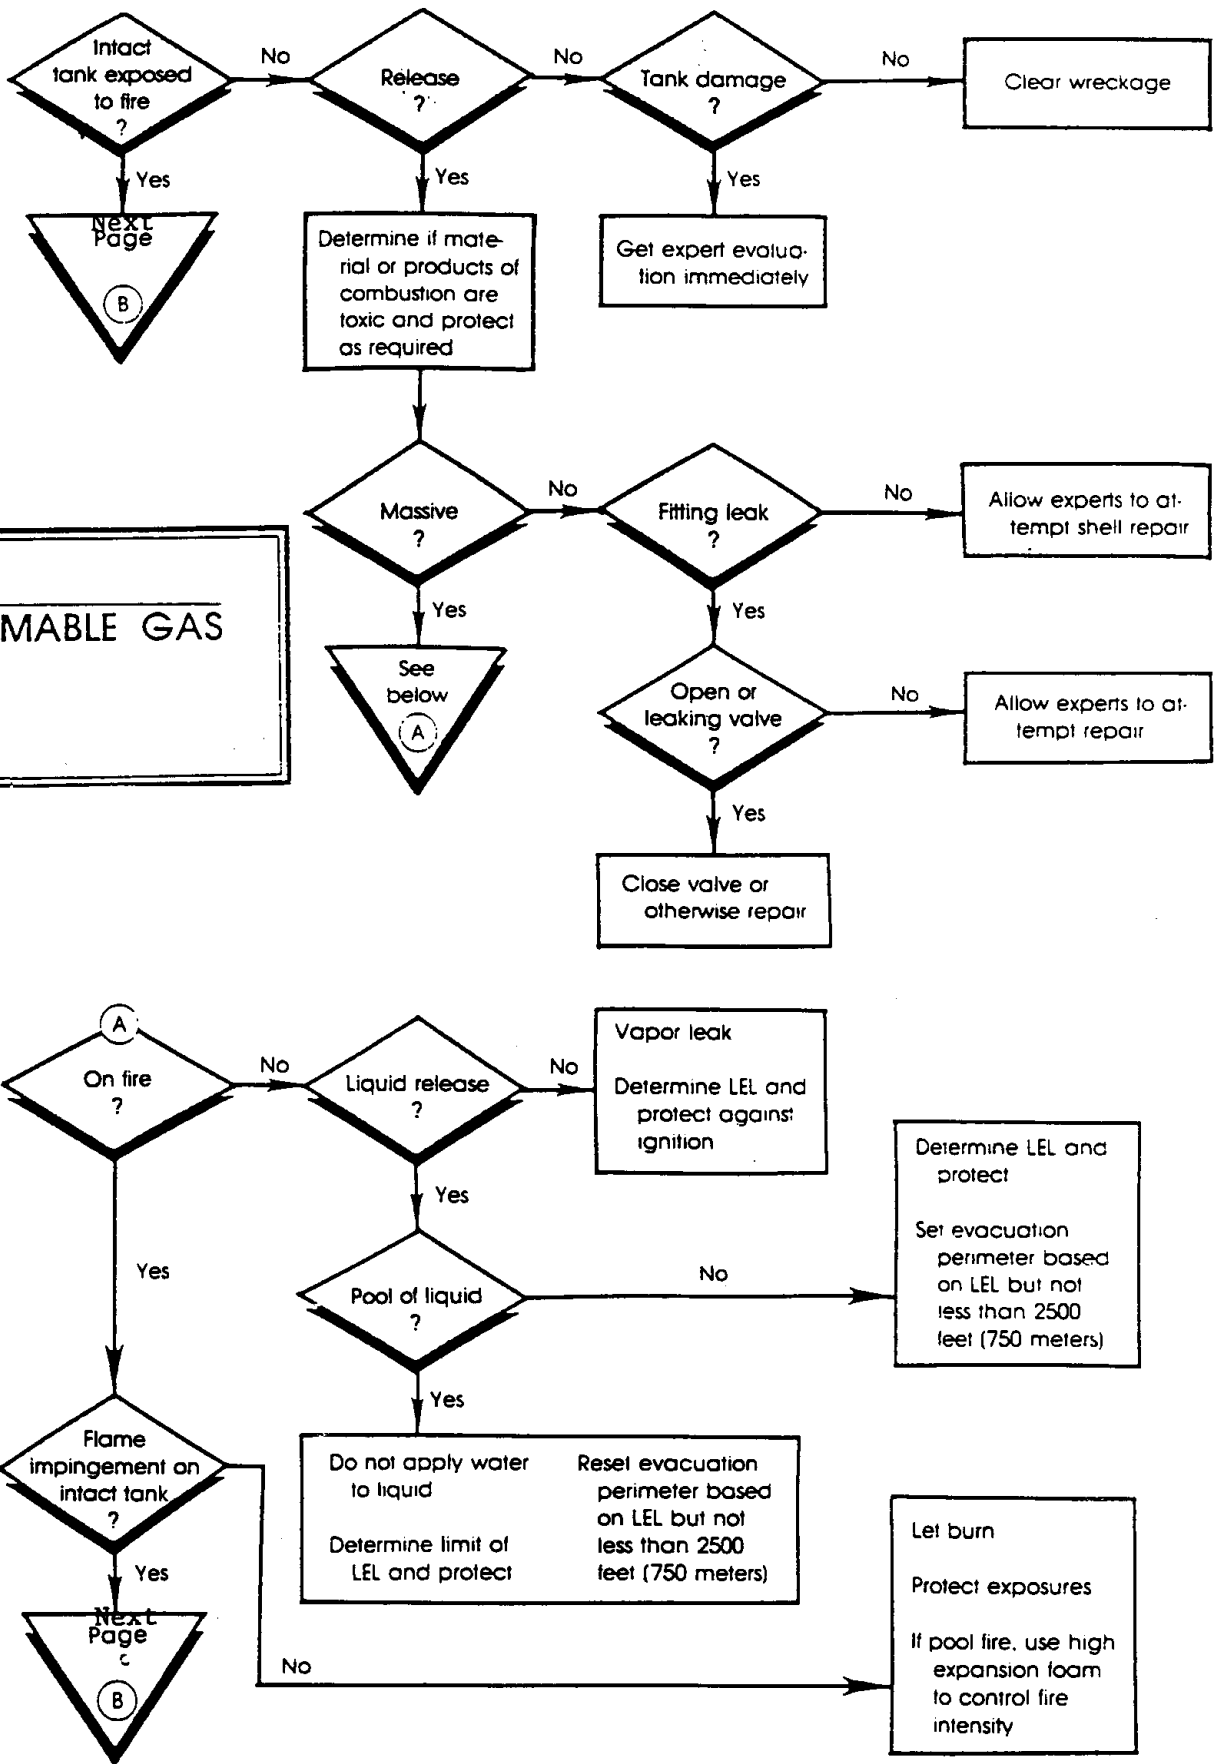 Intact
tank exposed
to fire
?
No
Release
?
No
Tank damage
?
No
Clear wreckage
Yes
Yes
Yes
Next
Page
B
Determine if mate-
rial or products of
combustion are
toxic and protect
as required
Get expert evalua-
tion immediately
Massive
?
No
Fitting leak
?
No
Allow experts to at-
tempt shell repair
Yes
Yes
MABLE GAS
See
below
A
Open or
leaking valve
?
No
Allow experts to at-
tempt repair
Yes
Close valve or
otherwise repair
A
On fire
?
No
Liquid release
?
No
Vapor leak
Determine LEL and
protect against
ignition
Yes
Yes
Pool of liquid
?
No
Determine LEL and
protect
Set evacuation
perimeter based
on LEL but not
less than 2500
feet (750 meters)
Yes
Flame
impingement on
intact tank
?
Do not apply water
to liquid
Determine limit of
LEL and protect
Reset evacuation
perimeter based
on LEL but not
less than 2500
feet (750 meters)
Yes
Next
Page
c
B
No
Let burn
Protect exposures
If pool fire, use high
expansion foam
to control fire
intensity